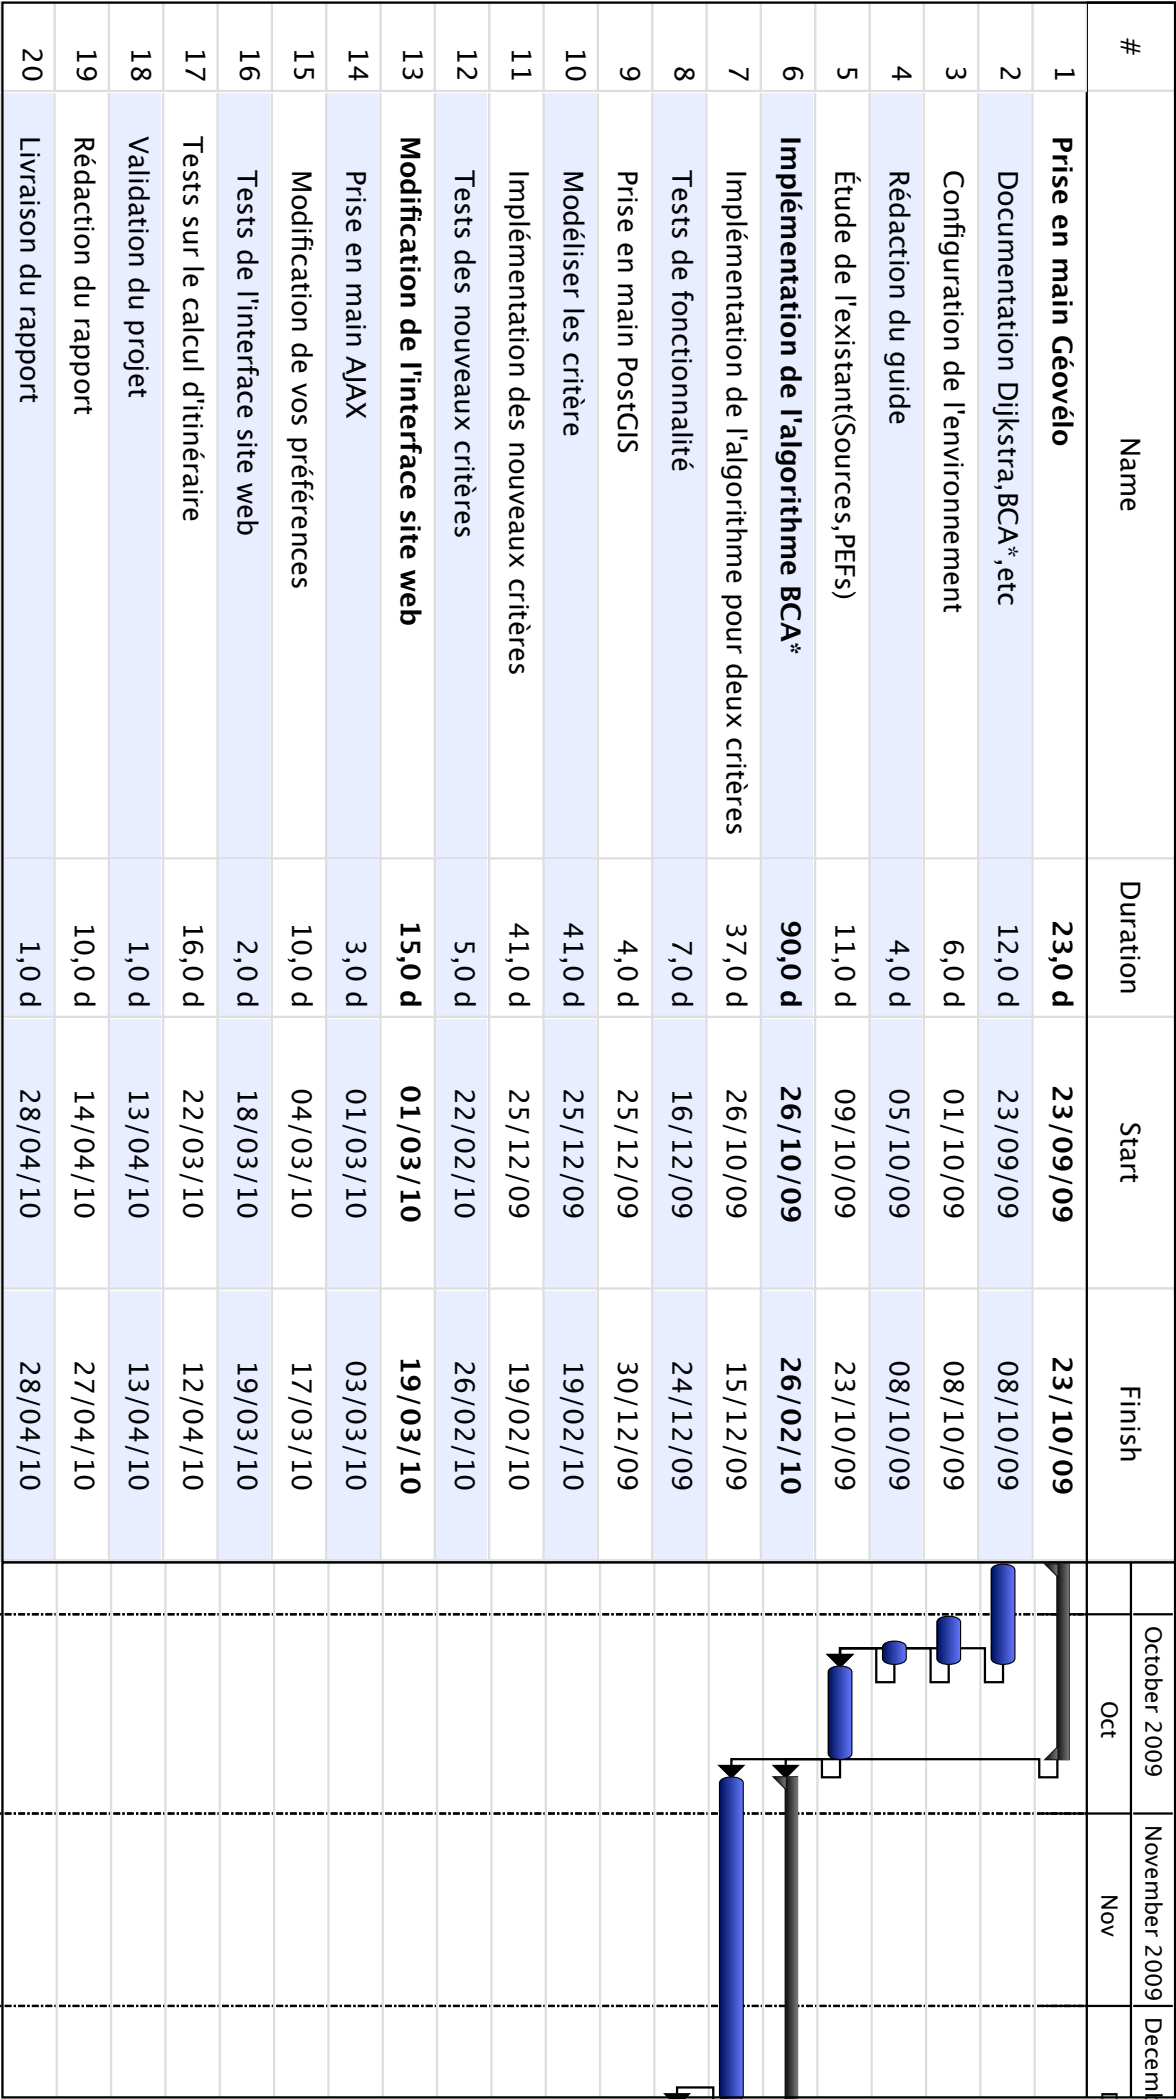 # Name Duration Start Finish October 2009 November 2009
Oct Nov
1 Prise en main Géovélo 23,0 d 23/09/09 23/10/09
2 Documentation Dijkstra,BCA*,etc 12,0 d 23/09/09 08/10/09
3 Configuration de l'environnement 6,0 d 01/10/09 08/10/09
4 Rédaction du guide 4,0 d 05/10/09 08/10/09
5 Étude de l'existant(Sources,PEFs) 11,0 d 09/10/09 23/10/09
6 Implémentation de l'algorithme BCA* 90,0 d 26/10/09 26/02/10
7 Implémentation de l'algorithme pour deux critères 37,0 d 26/10/09 15/12/09
8 Tests de fonctionnalité 7,0 d 16/12/09 24/12/09
9 Prise en main PostGIS 4,0 d 25/12/09 30/12/09
10 Modéliser les critère 41,0 d 25/12/09 19/02/10
11 Implémentation des nouveaux critères 41,0 d 25/12/09 19/02/10
12 Tests des nouveaux critères 5,0 d 22/02/10 26/02/10
13 Modification de l'interface site web 15,0 d 01/03/10 19/03/10
14 Prise en main AJAX 3,0 d 01/03/10 03/03/10
15 Modification de vos préférences 10,0 d 04/03/10 17/03/10
16 Tests de l'interface site web 2,0 d 18/03/10 19/03/10
17 Tests sur le calcul d'itinéraire 16,0 d 22/03/10 12/04/10
18 Validation du projet 1,0 d 13/04/10 13/04/10
19 Rédaction du rapport 10,0 d 14/04/10 27/04/10
20 Livraison du rapport 1,0 d 28/04/10 28/04/10